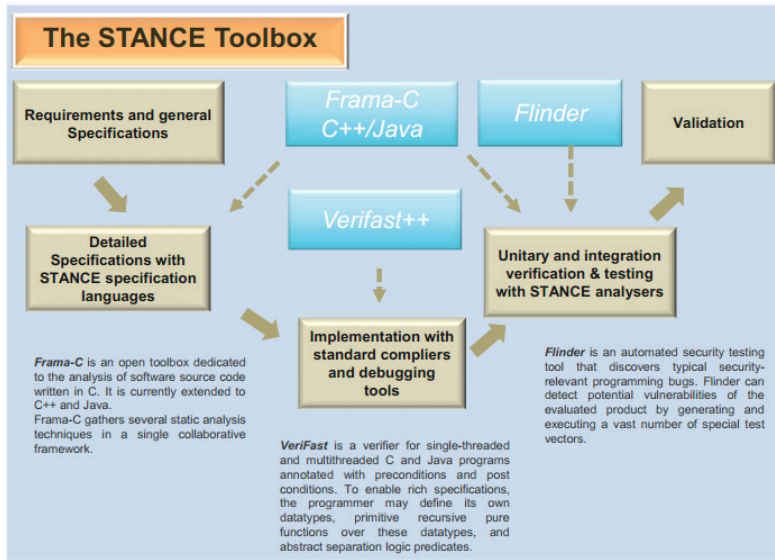 The STANCE Toolbox
Requirements and general
Specifications
Frama-C
C++/Java
Flinder
Validation
Verifast++
Detailed
Specifications with
STANCE specification
languages
Unitary and integration
verification & testing
with STANCE analysers
Implementation with
standard compliers
and debugging
tools
Frama-C is an open toolbox dedicated
to the analysis of software source code
written in C. It is currently extended to
C++ and Java.
Frama-C gathers several static analysis
techniques in a single collaborative
framework.
VeriFast is a verifier for single-threaded
and multithreaded C and Java programs
annotated with preconditions and post
conditions. To enable rich specifications,
the programmer may define its own
datatypes, primitive recursive pure
functions over these datatypes, and
abstract separation logic predicates.
Flinder is an automated security testing
tool that discovers typical security-
relevant programming bugs. Flinder can
detect potential vulnerabilities of the
evaluated product by generating and
executing a vast number of special test
vectors.